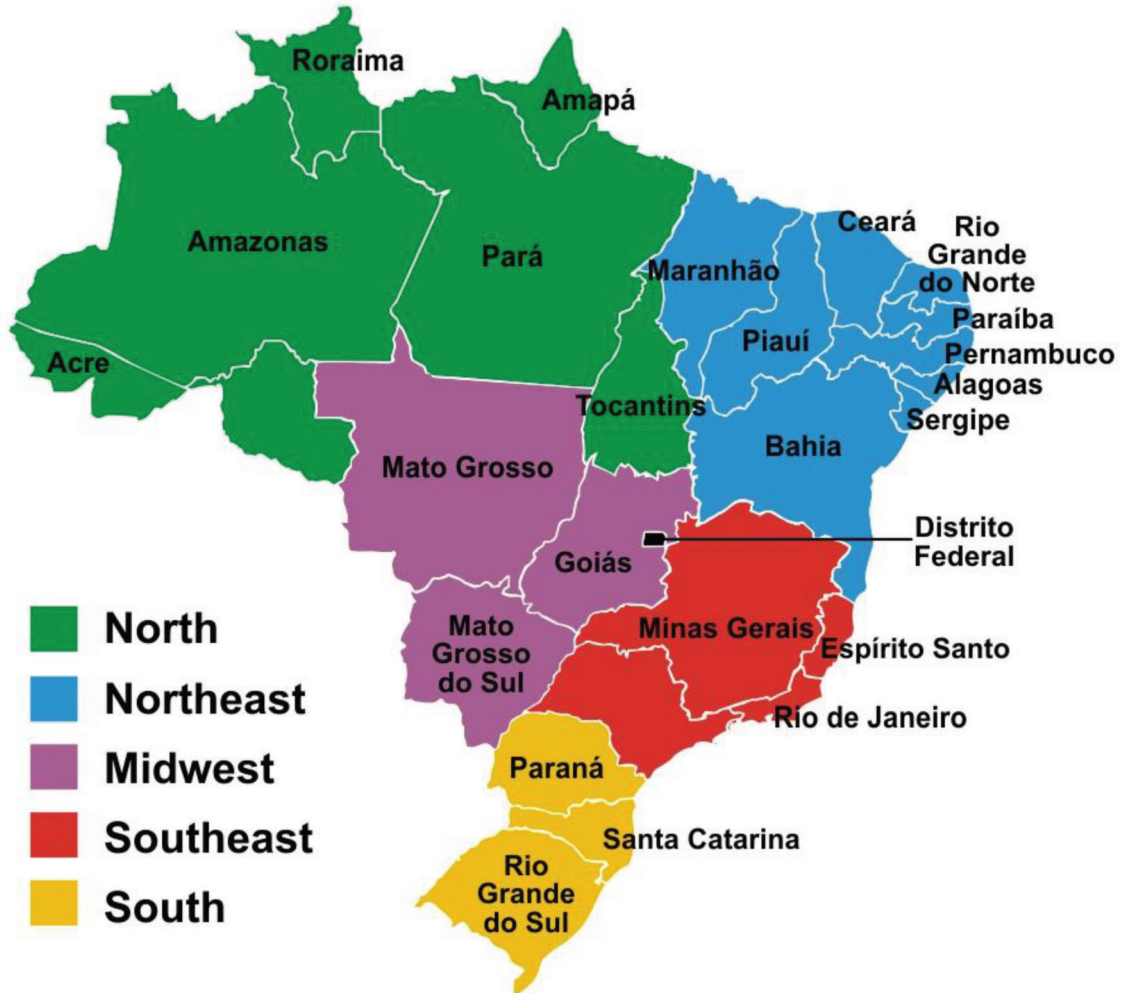 Roraima
Amapá
Amazonas
Pará
Maranhão
Ceará
Rio
Grande
do Norte
Paraíba
Piauí
Pernambuco
Acre
Alagoas
Tocantins
Sergipe
Bahia
Mato Grosso
Distrito
Federal
Goiás
Mato
Grosso
do Sul
Minas Gerais
Espírito Santo
Rio de Janeiro
Paraná
Santa Catarina
Rio
Grande
do Sul
North
Northeast
Midwest
Southeast
South